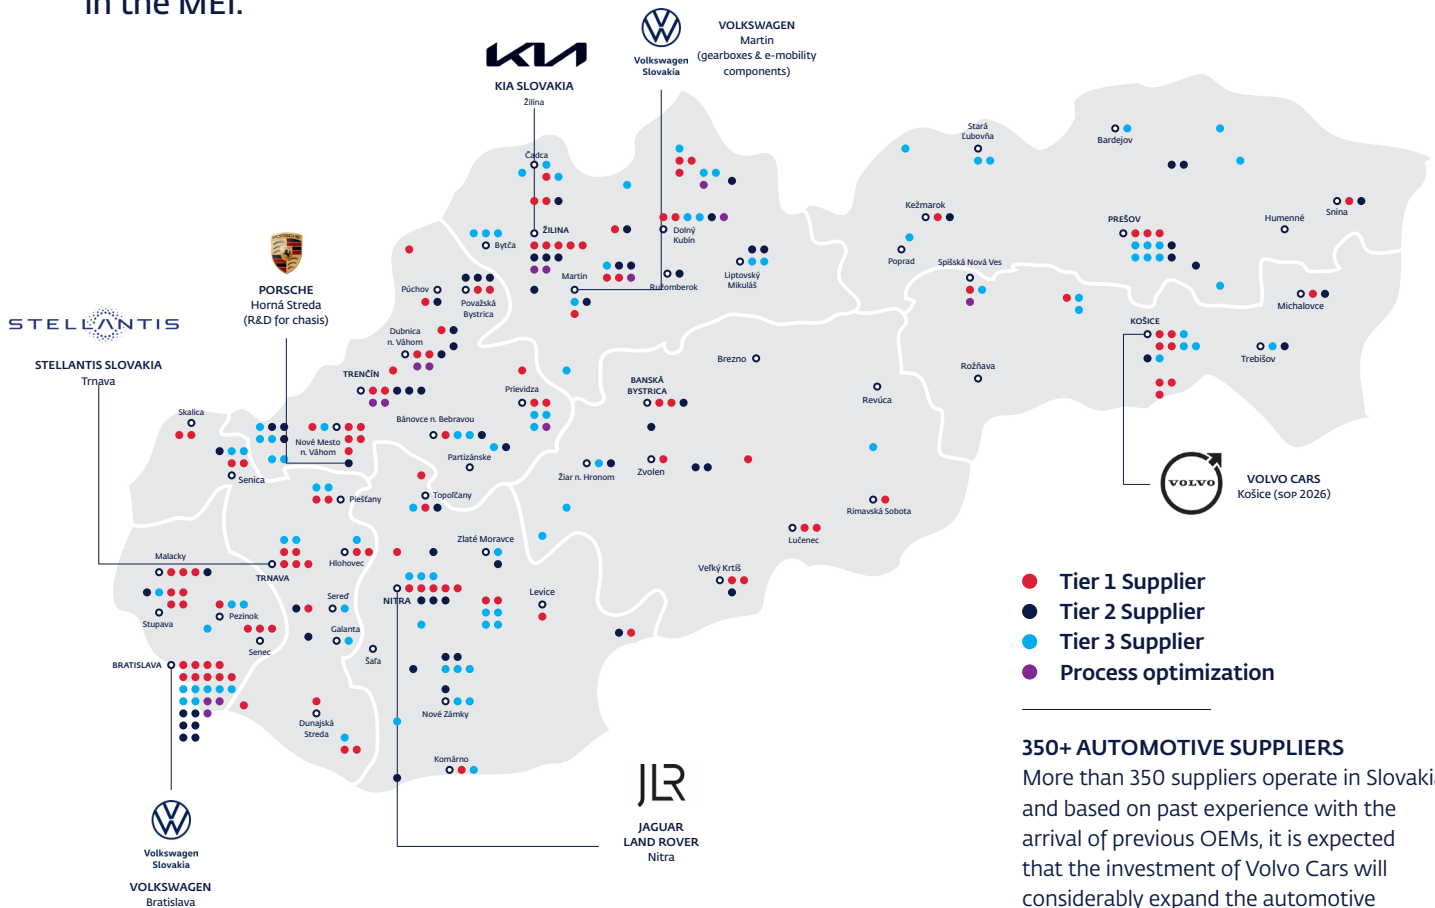 in the MEI.
KIA SLOVAKIA
Žilina
Volkswagen
Slovakia
VOLKSWAGEN
Martin
(gearboxes & e-mobility
components)
PORSCHE
PORSCHE
Horná Streda
(R&D for chasis)
STELLANTIS
STELLANTIS SLOVAKIA
Trnava
Čadca
Stará
Ľubovňa
Bardejov
Kežmarok
PREŠOV
Humenné
Snina
Bytča
ŽILINA
Dolný
Kubín
Poprad
Spišská Nová Ves
Martin
Ružomberok
Liptovský
Mikuláš
Púchov
Považská
Bystrica
Michalovce
Dubnica
n. Váhom
KOŠICE
Trebišov
TRENČÍN
Prievidza
BANSKÁ
BYSTRICA
Brezno
Revúca
Rožňava
Skalica
Nové Mesto
n. Váhom
Bánovce n. Bebravou
Partizánske
Žiar n. Hronom
Zvolen
Senica
Piešťany
Topoľčany
Rimavská Sobota
Lučenec
VOLVO
VOLVO CARS
Košice (SOP 2026)
Malacky
TRNAVA
Hlohovec
Zlaté Moravce
Veľký Krtíš
Stupava
Pezinok
Sereď
NITRA
Levice
Senec
Galanta
Šaľa
BRATISLAVA
Dunajská
Streda
Nové Zámky
Komárno
Tier 1 Supplier
Tier 2 Supplier
Tier 3 Supplier
Process optimization
350+ AUTOMOTIVE SUPPLIERS
More than 350 suppliers operate in Slovakia
and based on past experience with the
arrival of previous OEMs, it is expected
that the investment of Volvo Cars will
considerably expand the automotive
JLR
JAGUAR
LAND ROVER
Nitra
Volkswagen
Slovakia
VOLKSWAGEN
Bratislava